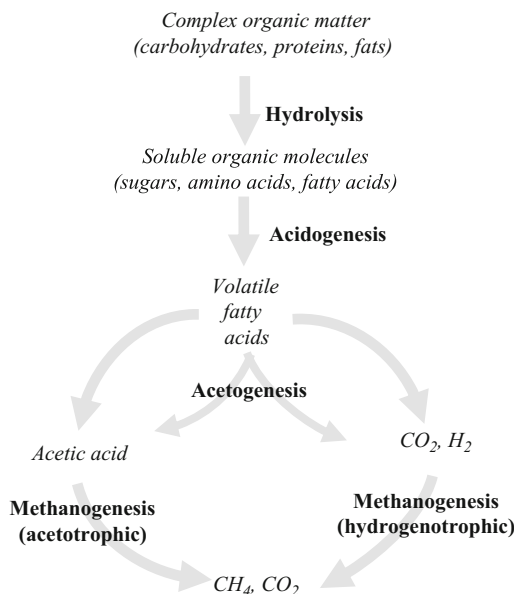 Complex organic matter
(carbohydrates, proteins, fats)
Hydrolysis
Soluble organic molecules
(sugars, amino acids, fatty acids)
Acidogenesis
Volatile
fatty
acids
Acetogenesis
Acetic acid
CO₂, H₂
Methanogenesis
(acetotrophic)
Methanogenesis
(hydrogenotrophic)
CH₄, CO₂